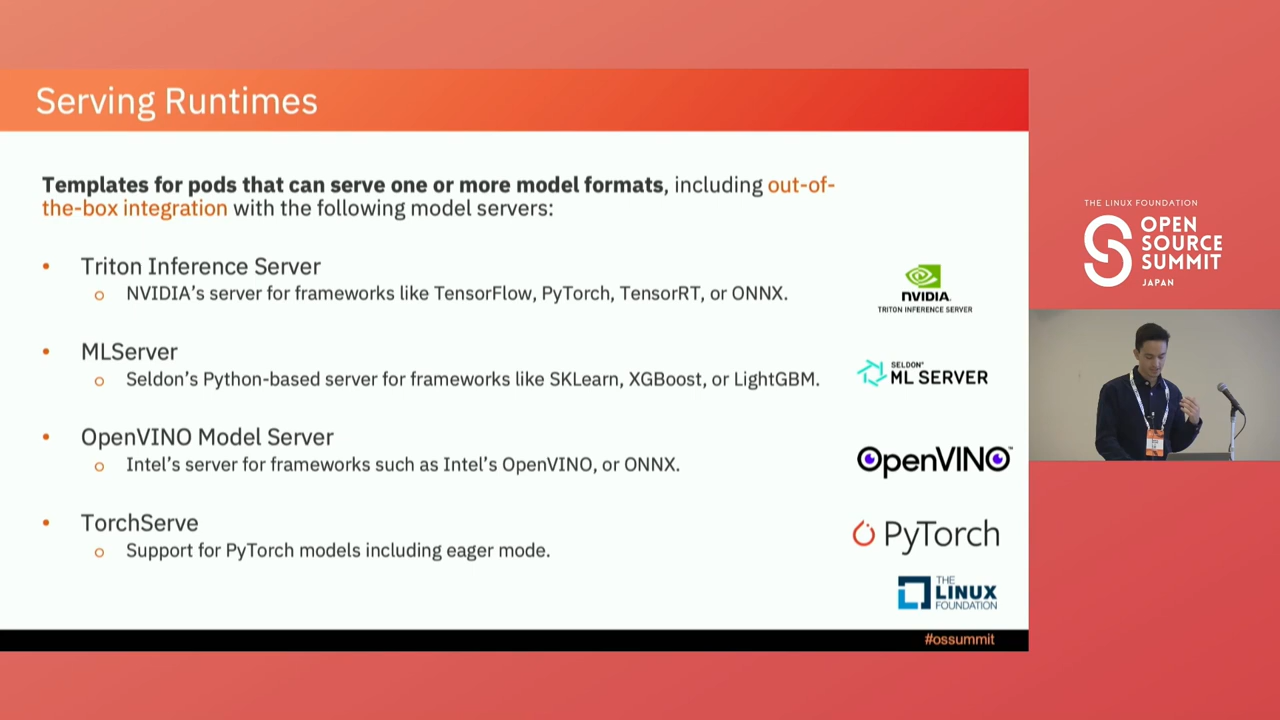 Serving Runtimes
Templates for pods that can serve one or more model formats, including out-of-
the-box integration with the following model servers:
• Triton Inference Server
o NVIDIA’s server for frameworks like TensorFlow, PyTorch, TensorRT, or ONNX.
NVIDIA.
TRITON INFERENCE SERVER
• MLServer
o Seldon’s Python-based server for frameworks like SKLearn, XGBoost, or LightGBM.
SELDON
ML SERVER
• OpenVINO Model Server
o Intel’s server for frameworks such as Intel’s OpenVINO, or ONNX.
OpenVINO™
• TorchServe
o Support for PyTorch models including eager mode.
PyTorch
THE
LINUX
FOUNDATION
#ossummit
THE LINUX FOUNDATION
OPEN
SOURCE
SUMMIT
JAPAN